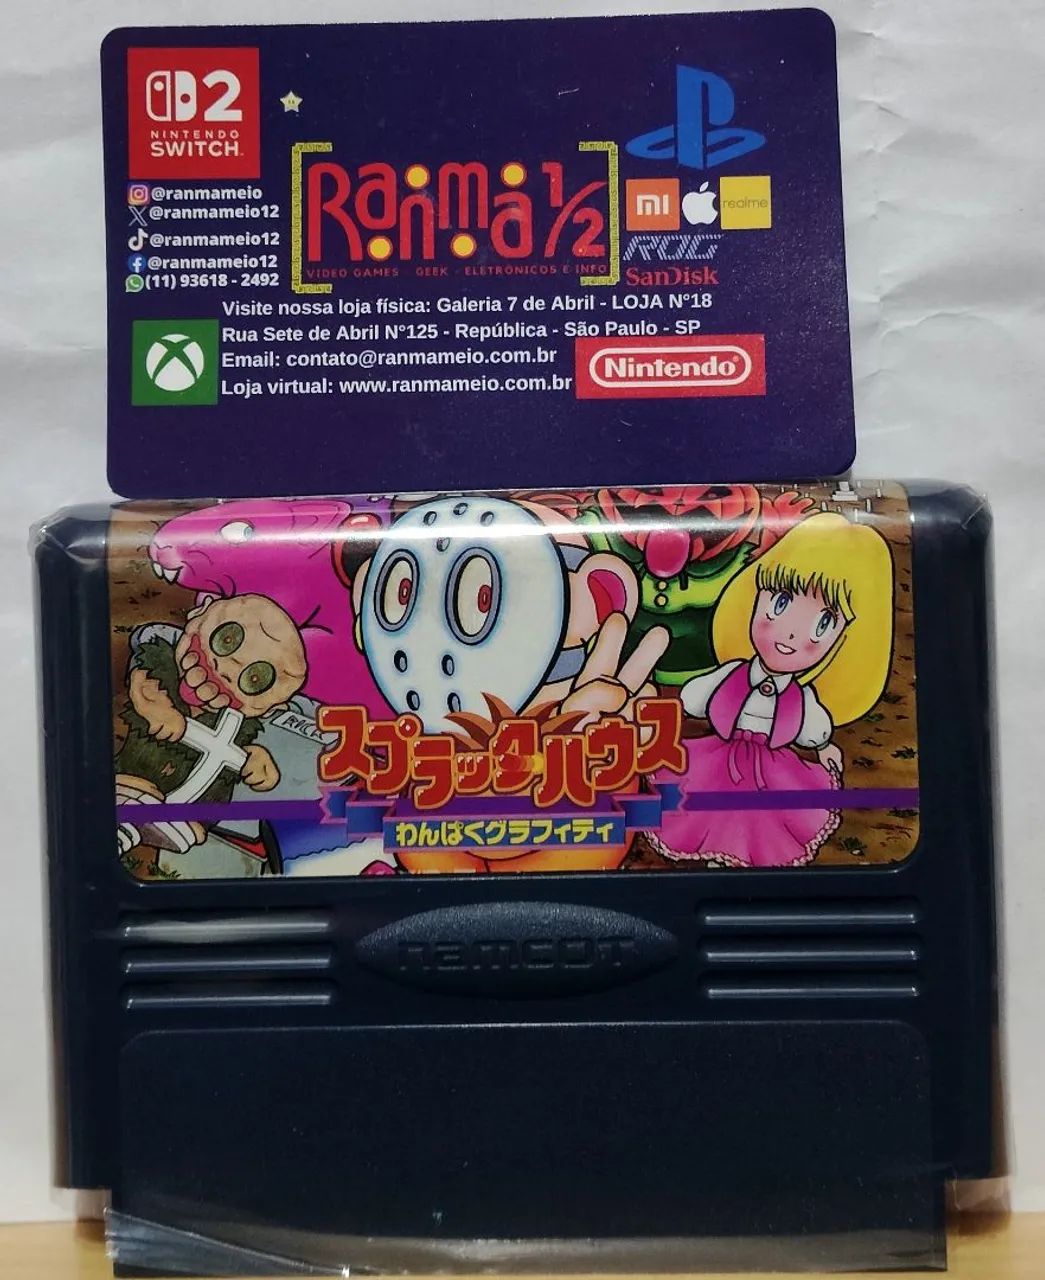 2
NINTENDO
SWITCH
@ranmameio
@ranmameio12
@ranmameio12
@ranmameio12
(11) 93618 - 2492
Ranma 1/2
VIDEO GAMES - GEEK - ELETRÔNICOS E INFO
mi
realme
ROG
SanDisk
Visite nossa loja física: Galeria 7 de Abril - LOJA N°18
Rua Sete de Abril N°125 - República - São Paulo - SP
Email: contato@ranmameio.com.br
Loja virtual: www.ranmameio.com.br
Nintendo
スプラッターハウス
わんぱくグラフィティ
namcot